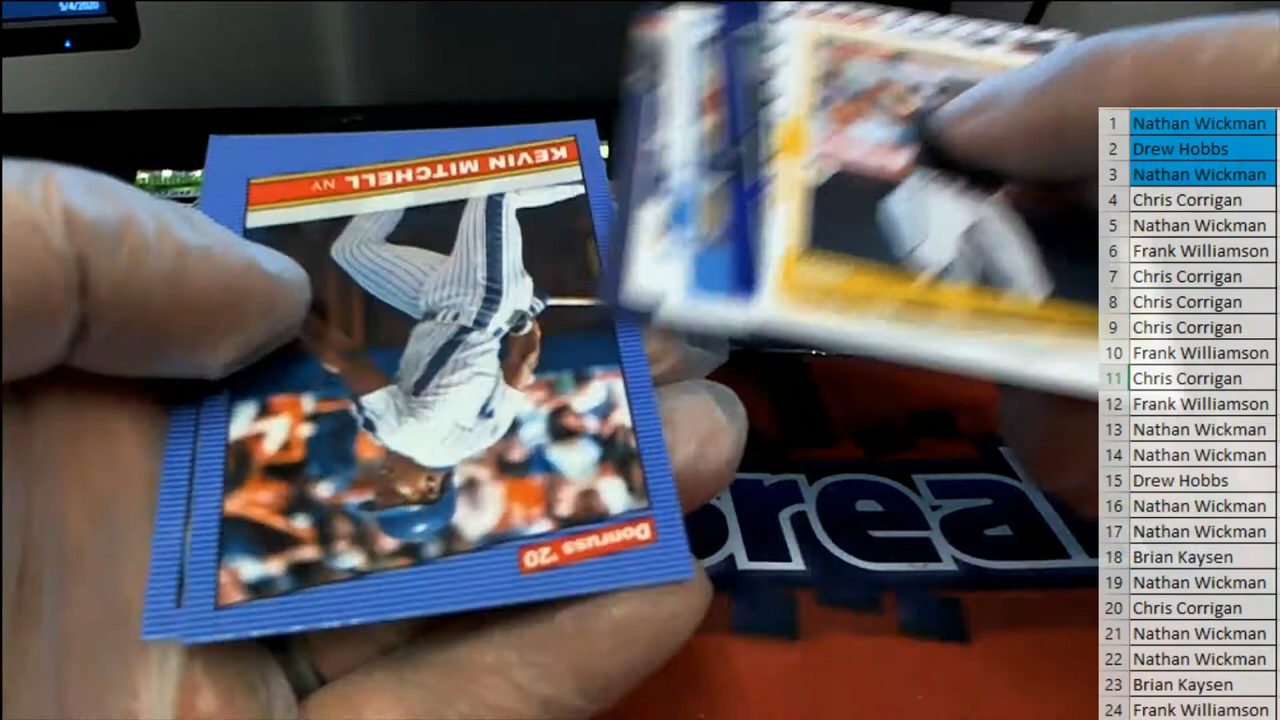 5/4/2020
KEVIN MITCHELL NY
Donruss '20
rea
1 Nathan Wickman
2 Drew Hobbs
3 Nathan Wickman
4 Chris Corrigan
5 Nathan Wickman
6 Frank Williamson
7 Chris Corrigan
8 Chris Corrigan
9 Chris Corrigan
10 Frank Williamson
11 Chris Corrigan
12 Frank Williamson
13 Nathan Wickman
14 Nathan Wickman
15 Drew Hobbs
16 Nathan Wickman
17 Nathan Wickman
18 Brian Kaysen
19 Nathan Wickman
20 Chris Corrigan
21 Nathan Wickman
22 Nathan Wickman
23 Brian Kaysen
24 Frank Williamson